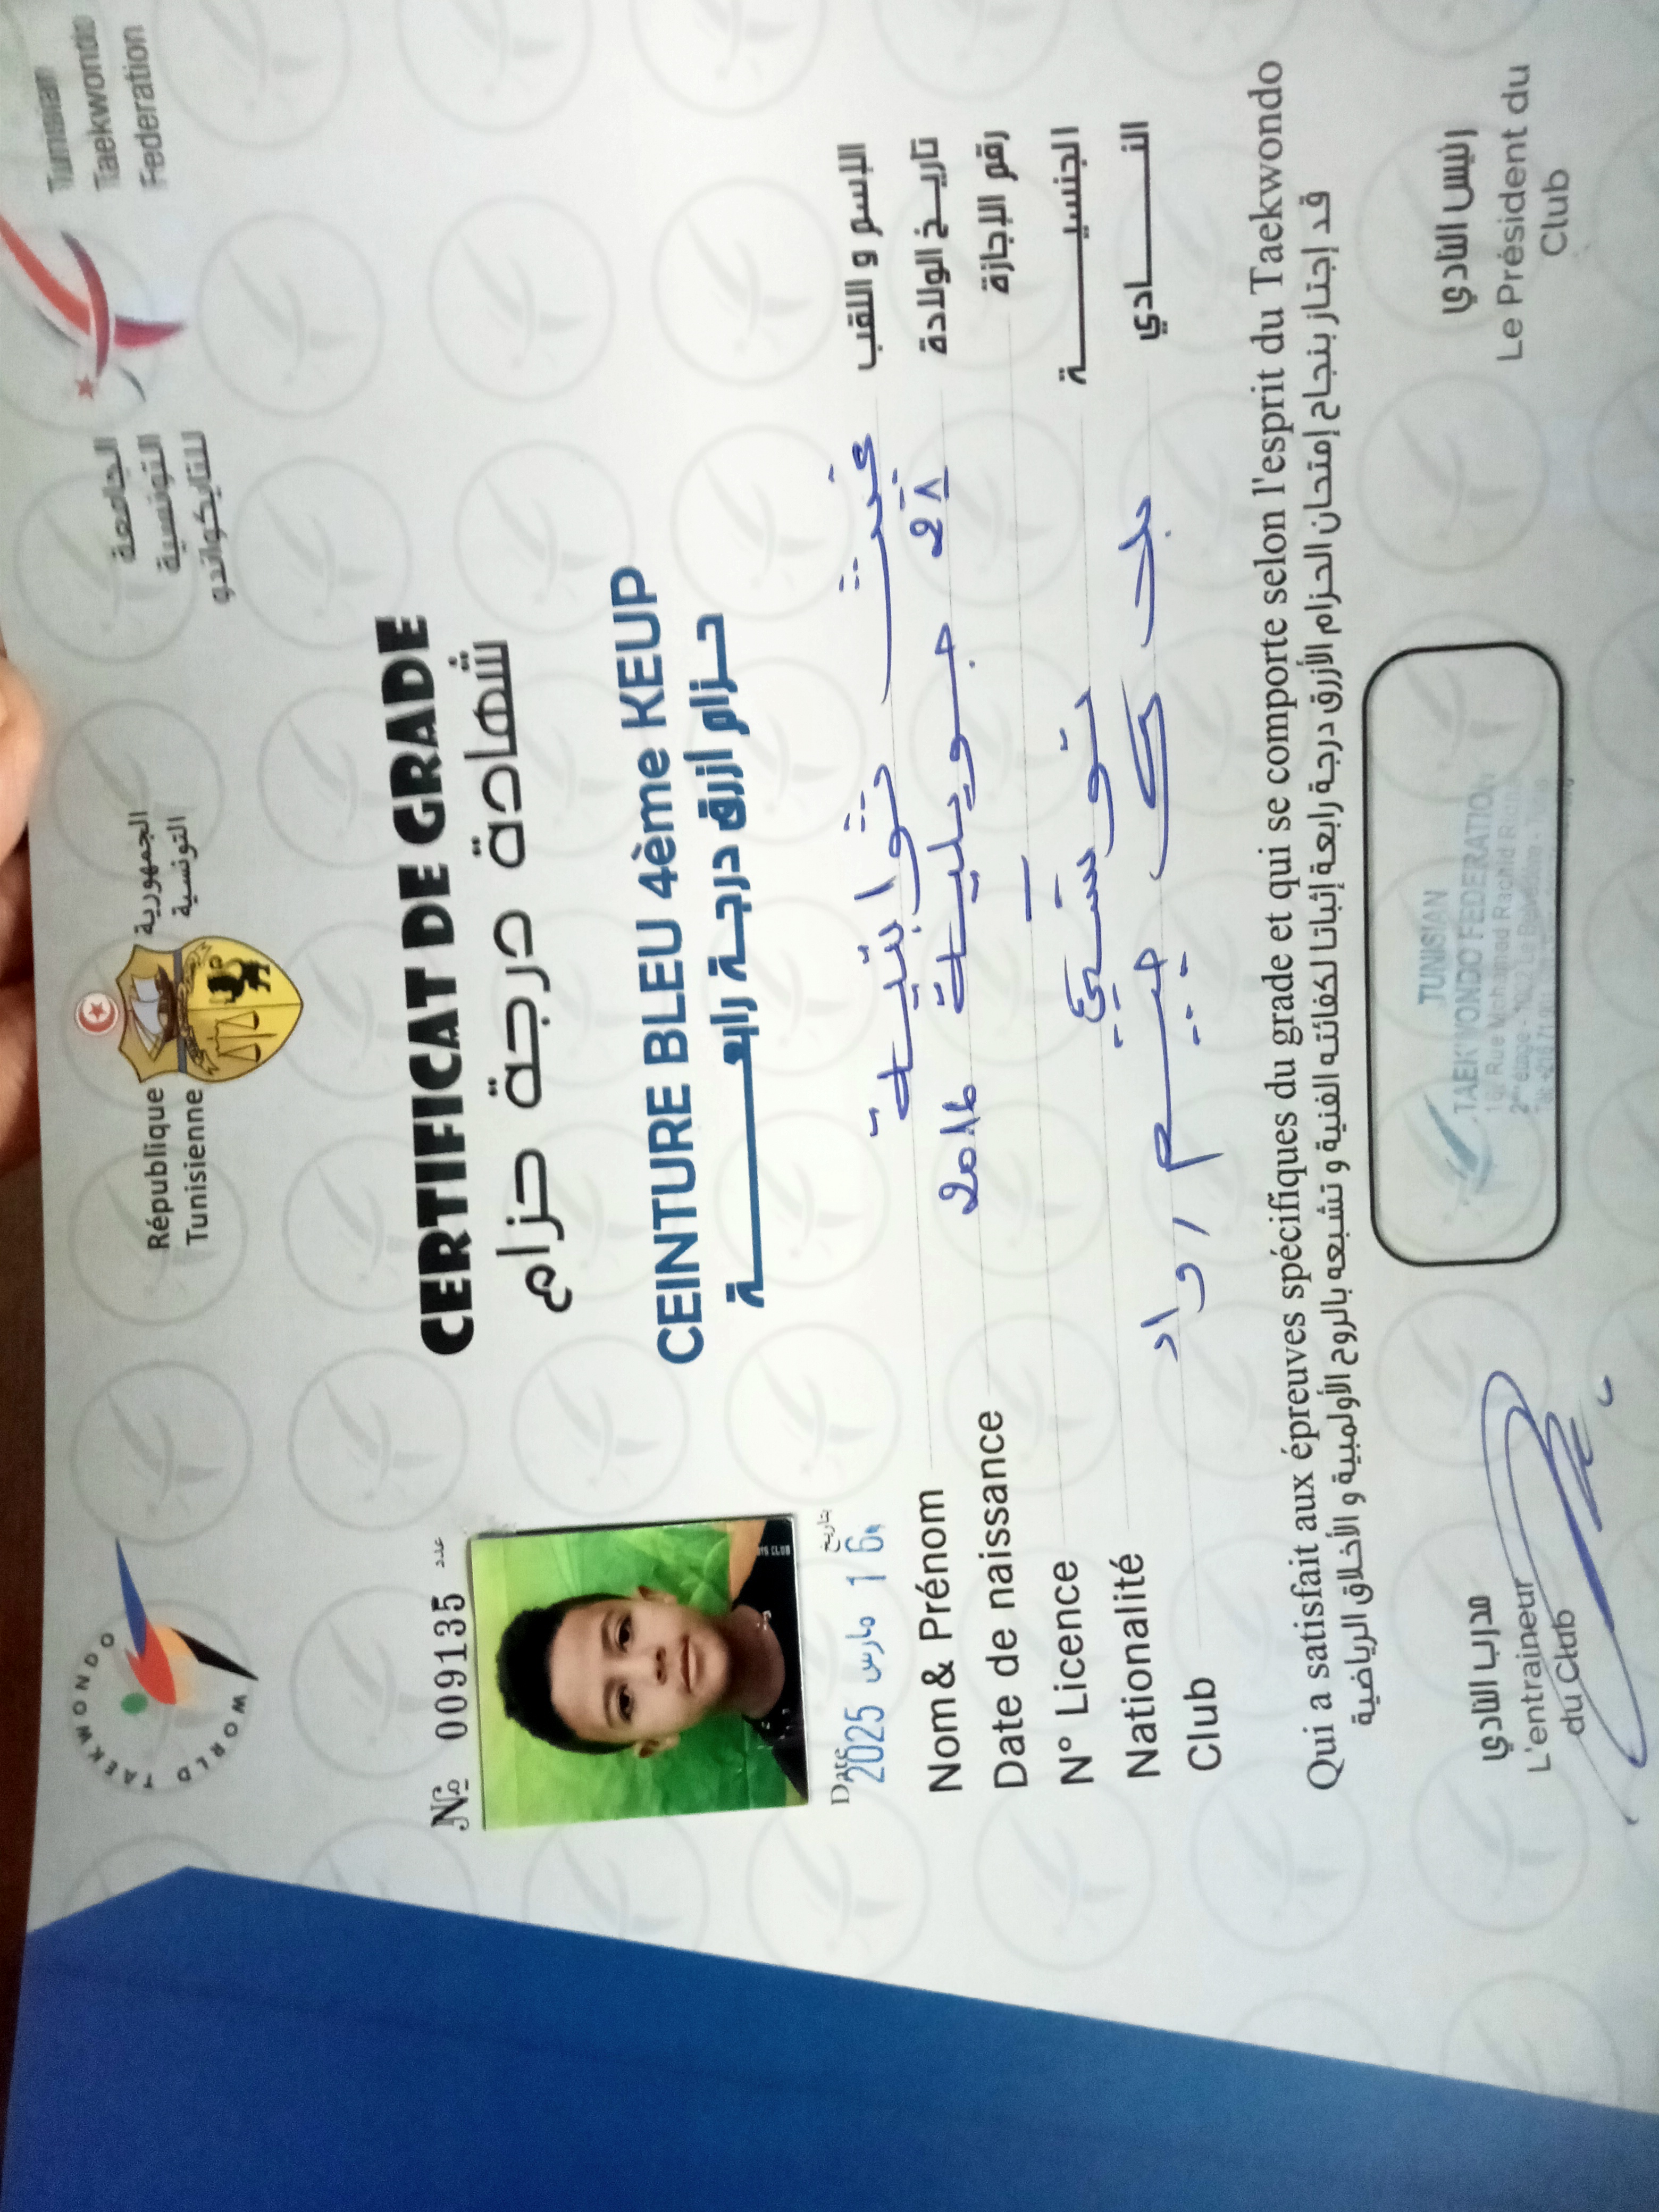 WORLD TAEKWONDO
République
Tunisienne
الجمهورية
التونسية
الجامعة
التونسية
للتايكواندو
Tunisian
Taekwondo
Federation
CERTIFICAT DE GRADE
شهادة درجة حزام
№ 009135 عدد
CEINTURE BLEU 4ème KEUP
حزام ازرق درجة رابعة
Date 2025 مارس 16 بتاريخ
Nom & Prénom غيث ثوابتية الإسم و اللقب
Date de naissance 28 جويلية تاريخ الولادة
N° Licence رقم الإجازة
Nationalité تونسي الجنسية
Club النادي
Qui a satisfait aux épreuves spécifiques du grade et qui se comporte selon l'esprit du Taekwondo
قد إجتاز بنجاح إمتحان الحزام الأزرق درجة رابعة إثباتا لكفائته الفنية و تشبعه بالروح الأولمبية و الأخلاق الرياضية
مدرب النادي
L'entraineur
du Club
TUNISIAN
TAEKWONDO FEDERATION
رئيس النادي
Le Président du
Club